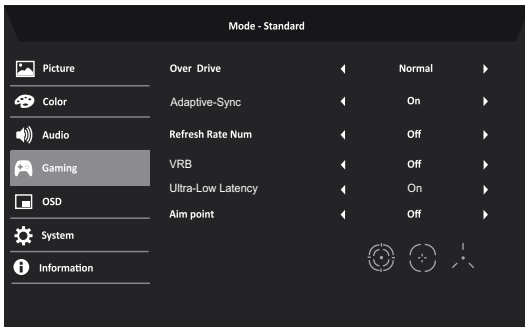 Mode - Standard
Picture
Over Drive Normal
Color
Adaptive-Sync On
Audio
Refresh Rate Num Off
Gaming
VRB Off
Ultra-Low Latency On
OSD
Aim point Off
System
Information